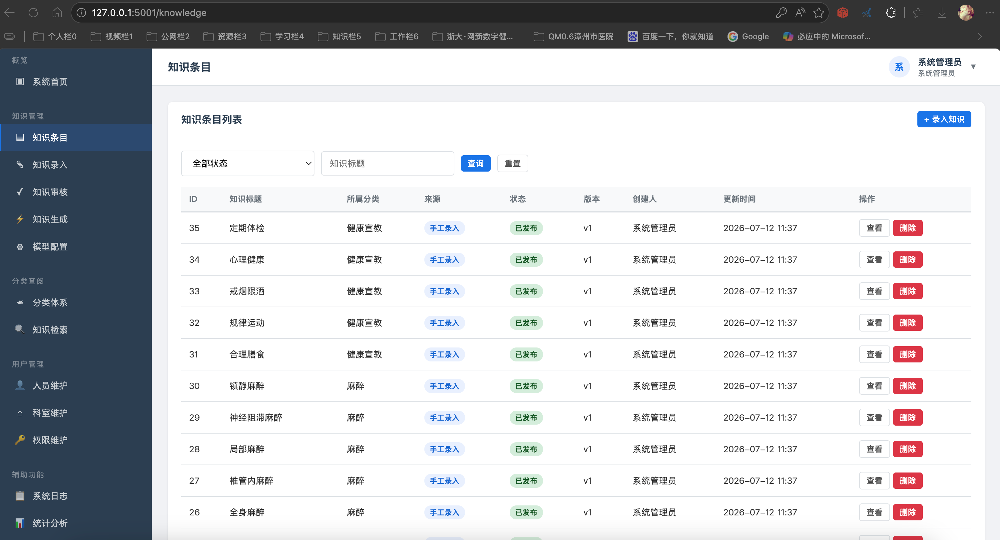 127.0.0.1:5001/knowledge
个人栏0 视频栏1 公网栏2 资源栏3 学习栏4 知识栏5 工作栏6 浙大·网新数字健... QM0.6漳州市医院 百度一下，你就知道 Google 必应中的 Microsof...
概览
系统首页
知识管理
知识条目
知识录入
知识审核
知识生成
模型配置
分类查阅
分类体系
知识检索
用户管理
人员维护
科室维护
权限维护
辅助功能
系统日志
统计分析
知识条目
系 系统管理员 ▼
系统管理员
知识条目列表
+ 录入知识
全部状态 知识标题 查询 重置
ID 知识标题 所属分类 来源 状态 版本 创建人 更新时间 操作
35 定期体检 健康宣教 手工录入 已发布 v1 系统管理员 2026-07-12 11:37 查看 删除
34 心理健康 健康宣教 手工录入 已发布 v1 系统管理员 2026-07-12 11:37 查看 删除
33 戒烟限酒 健康宣教 手工录入 已发布 v1 系统管理员 2026-07-12 11:37 查看 删除
32 规律运动 健康宣教 手工录入 已发布 v1 系统管理员 2026-07-12 11:37 查看 删除
31 合理膳食 健康宣教 手工录入 已发布 v1 系统管理员 2026-07-12 11:37 查看 删除
30 镇静麻醉 麻醉 手工录入 已发布 v1 系统管理员 2026-07-12 11:37 查看 删除
29 神经阻滞麻醉 麻醉 手工录入 已发布 v1 系统管理员 2026-07-12 11:37 查看 删除
28 局部麻醉 麻醉 手工录入 已发布 v1 系统管理员 2026-07-12 11:37 查看 删除
27 椎管内麻醉 麻醉 手工录入 已发布 v1 系统管理员 2026-07-12 11:37 查看 删除
26 全身麻醉 麻醉 手工录入 已发布 v1 系统管理员 2026-07-12 11:37 查看 删除